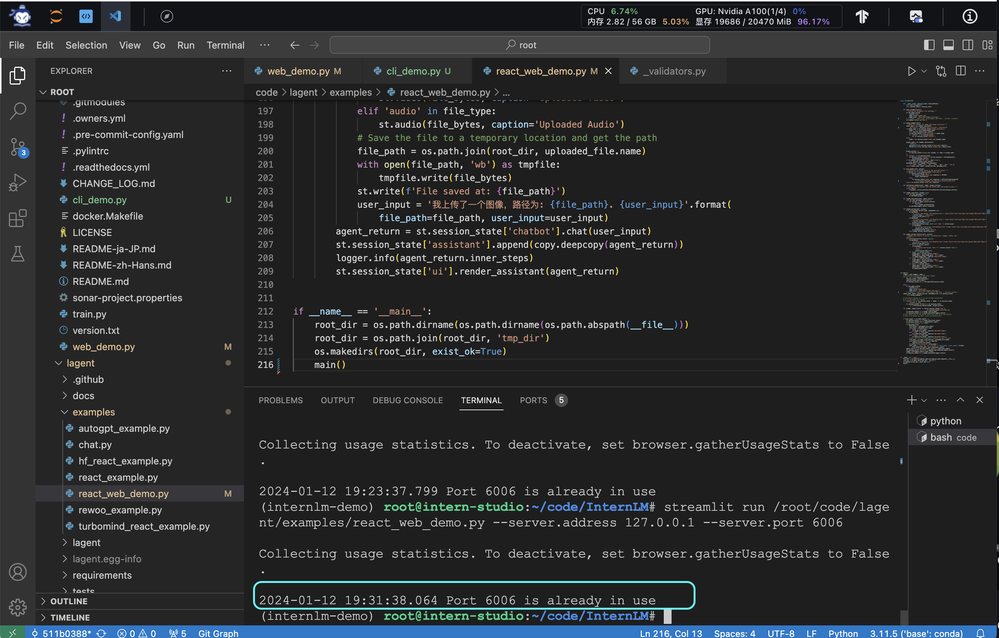 CPU 6.74% GPU: Nvidia A100(1/4) 0%
内存 2.82 / 56 GB 5.03% 显存 19686 / 20470 MiB 96.17%
File Edit Selection View Go Run Terminal ··· root
EXPLORER ···
web_demo.py M cli_demo.py U react_web_demo.py M _validators.py
ROOT
code > lagent > examples > react_web_demo.py > ...
.gitmodules
.owners.yml
.pre-commit-config.yaml
.pylintrc
.readthedocs.yml
CHANGE_LOG.md
cli_demo.py U
docker.Makefile
LICENSE
README-ja-JP.md
README-zh-Hans.md
README.md
sonar-project.properties
train.py
version.txt
web_demo.py M
lagent
.github
docs
examples
autogpt_example.py
chat.py
hf_react_example.py
react_example.py
react_web_demo.py M
rewoo_example.py
turbomind_react_example.py
lagent
lagent.egg-info
requirements
tests
OUTLINE
TIMELINE
3
197 elif 'audio' in file_type:
198 st.audio(file_bytes, caption='Uploaded Audio')
199 # Save the file to a temporary location and get the path
200 file_path = os.path.join(root_dir, uploaded_file.name)
201 with open(file_path, 'wb') as tmpfile:
202 tmpfile.write(file_bytes)
203 st.write(f'File saved at: {file_path}')
204 user_input = '我上传了一个图像，路径为: {file_path}. {user_input}'.format(
205 file_path=file_path, user_input=user_input)
206 agent_return = st.session_state['chatbot'].chat(user_input)
207 st.session_state['assistant'].append(copy.deepcopy(agent_return))
208 logger.info(agent_return.inner_steps)
209 st.session_state['ui'].render_assistant(agent_return)
210
211
212 if __name__ == '__main__':
213 root_dir = os.path.dirname(os.path.dirname(os.path.abspath(__file__)))
214 root_dir = os.path.join(root_dir, 'tmp_dir')
215 os.makedirs(root_dir, exist_ok=True)
216 main()
PROBLEMS OUTPUT DEBUG CONSOLE TERMINAL PORTS 5
python
bash code
Collecting usage statistics. To deactivate, set browser.gatherUsageStats to False
.
2024-01-12 19:23:37.799 Port 6006 is already in use
(internlm-demo) root@intern-studio:~/code/InternLM# streamlit run /root/code/lage
nt/examples/react_web_demo.py --server.address 127.0.0.1 --server.port 6006
Collecting usage statistics. To deactivate, set browser.gatherUsageStats to False
.
2024-01-12 19:31:38.064 Port 6006 is already in use
(internlm-demo) root@intern-studio:~/code/InternLM#
511b0388* 0 0 5 Git Graph Ln 216, Col 13 Spaces: 4 UTF-8 LF Python 3.11.5 ('base': conda)